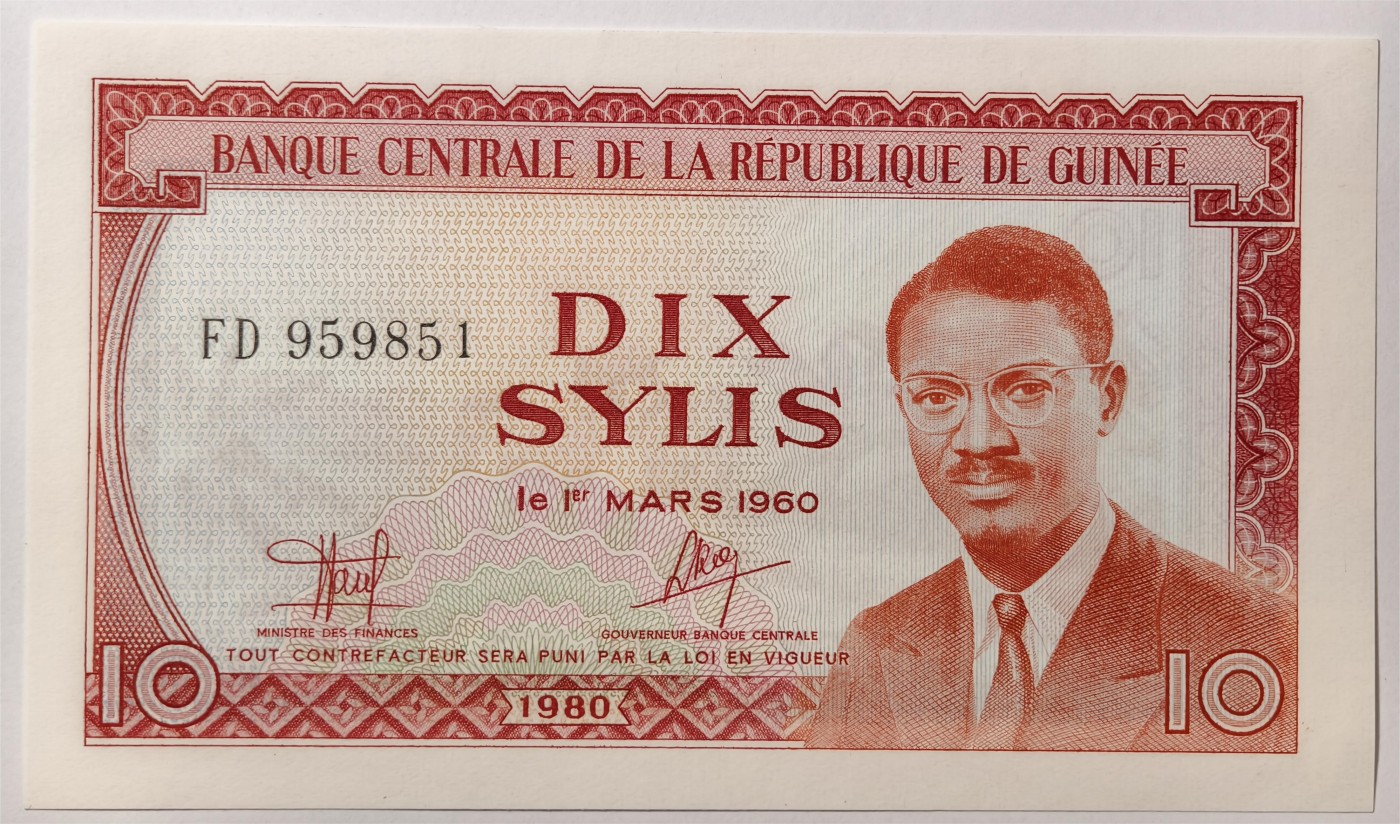 BANQUE CENTRALE DE LA RÉPUBLIQUE DE GUINÉE
FD 959851
DIX
SYLIS
le 1er MARS 1960
MINISTRE DES FINANCES
GOUVERNEUR BANQUE CENTRALE
TOUT CONTREFACTEUR SERA PUNI PAR LA LOI EN VIGUEUR
10
1980
10